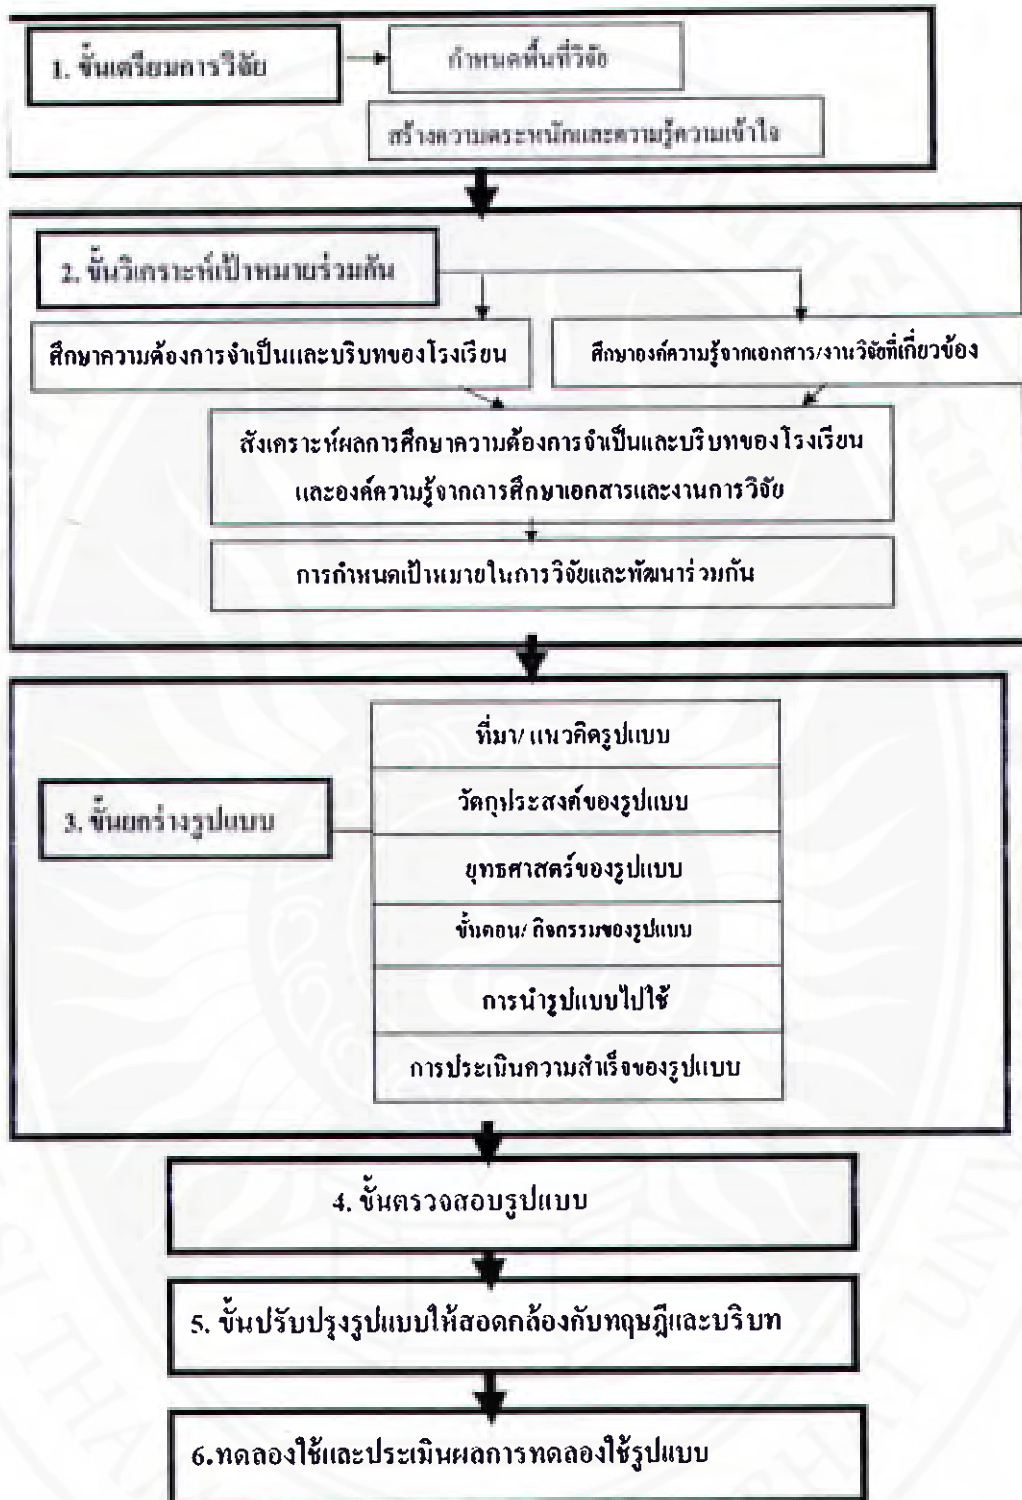 1. ขั้นเตรียมการวิจัย
กำหนดพื้นที่วิจัย
สร้างความตระหนักและความรู้ความเข้าใจ
2. ขั้นวิเคราะห์เป้าหมายร่วมกัน
ศึกษาความต้องการจำเป็นและบริบทของโรงเรียน
ศึกษาองค์ความรู้จากเอกสาร/งานวิจัยที่เกี่ยวข้อง
สังเคราะห์ผลการศึกษาความต้องการจำเป็นและบริบทของโรงเรียน
และองค์ความรู้จากการศึกษาเอกสารและงานการวิจัย
การกำหนดเป้าหมายในการวิจัยและพัฒนาร่วมกัน
3. ขั้นยกร่างรูปแบบ
ที่มา/ แนวคิดรูปแบบ
วัตถุประสงค์ของรูปแบบ
ยุทธศาสตร์ของรูปแบบ
ขั้นตอน/ กิจกรรมของรูปแบบ
การนำรูปแบบไปใช้
การประเมินความสำเร็จของรูปแบบ
4. ขั้นตรวจสอบรูปแบบ
5. ขั้นปรับปรุงรูปแบบให้สอดคล้องกับทฤษฎีและบริบท
6.ทดลองใช้และประเมินผลการทดลองใช้รูปแบบ